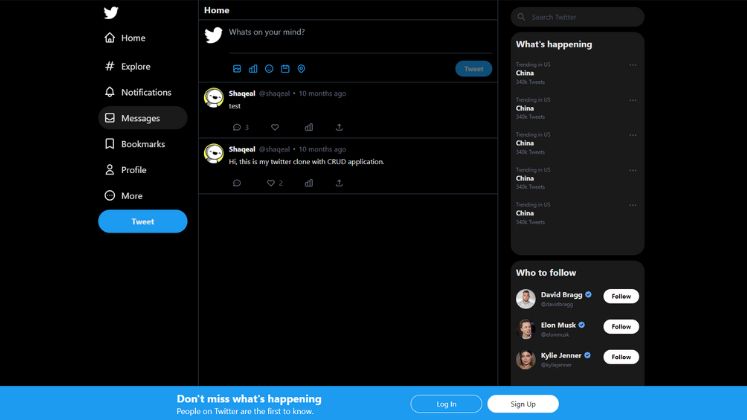 Home
Explore
Notifications
Messages
Bookmarks
Profile
More
Tweet
Home
Whats on your mind?
Tweet
Shaqeal @shaqeal • 10 months ago
test
3
Shaqeal @shaqeal • 10 months ago
Hi, this is my twitter clone with CRUD application.
2
Search Twitter
What's happening
Trending in US
China
340k Tweets
Trending in US
China
340k Tweets
Trending in US
China
340k Tweets
Trending in US
China
340k Tweets
Trending in US
China
340k Tweets
Who to follow
David Bragg
@davidbragg
Follow
Elon Musk
@elonmusk
Follow
Kylie Jenner
@kyliejenner
Follow
Don't miss what's happening
People on Twitter are the first to know.
Log In
Sign Up